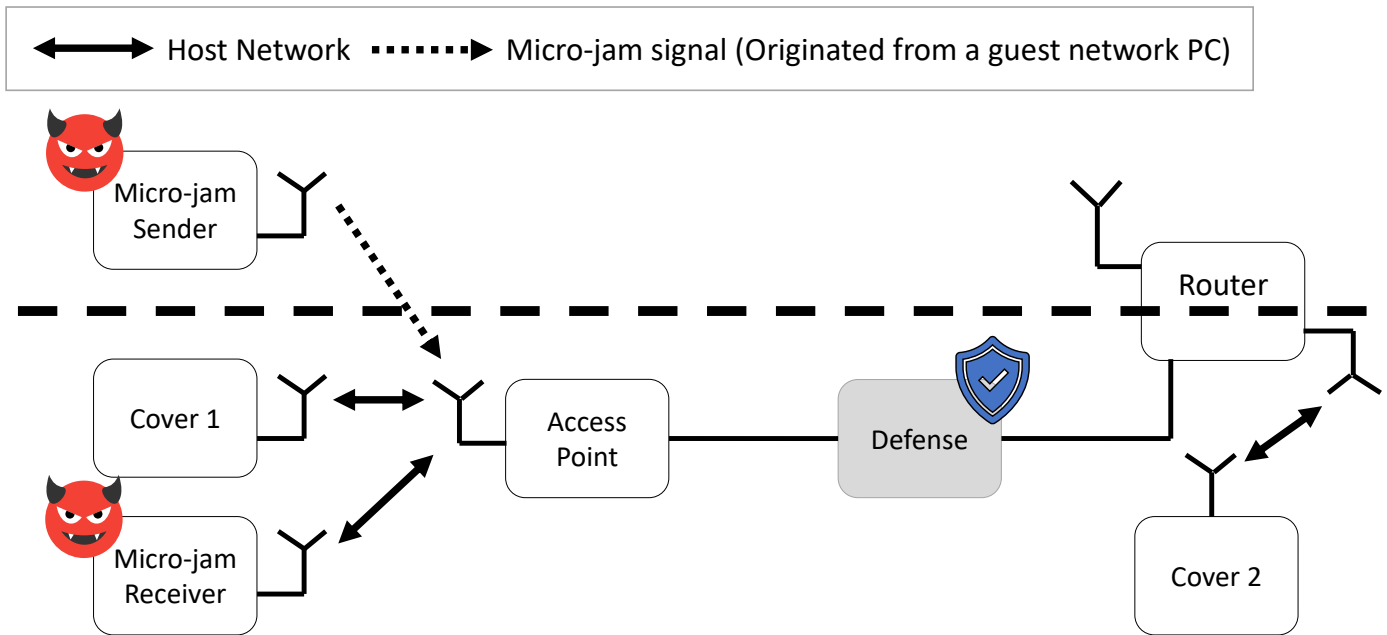 Host Network
Micro-jam signal (Originated from a guest network PC)
Micro-jam
Sender
Router
Cover 1
Access
Point
Defense
Micro-jam
Receiver
Cover 2